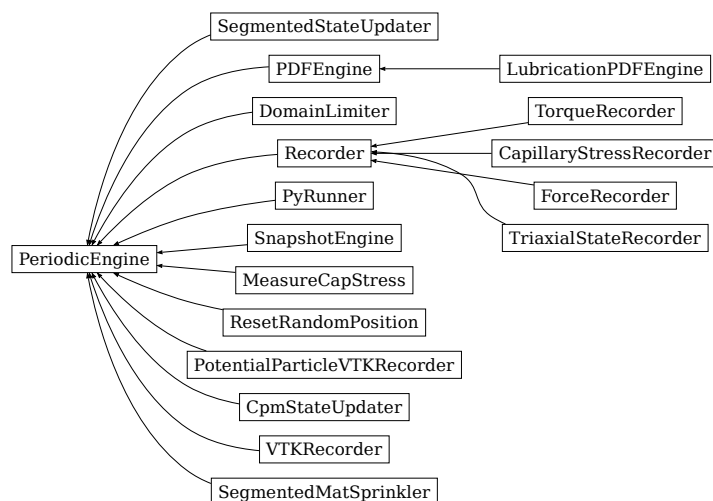 SegmentedStateUpdater
PDFEngine
LubricationPDFEngine
DomainLimiter
TorqueRecorder
Recorder
CapillaryStressRecorder
PyRunner
ForceRecorder
SnapshotEngine
TriaxialStateRecorder
PeriodicEngine
MeasureCapStress
ResetRandomPosition
PotentialParticleVTKRecorder
CpmStateUpdater
VTKRecorder
SegmentedMatSprinkler